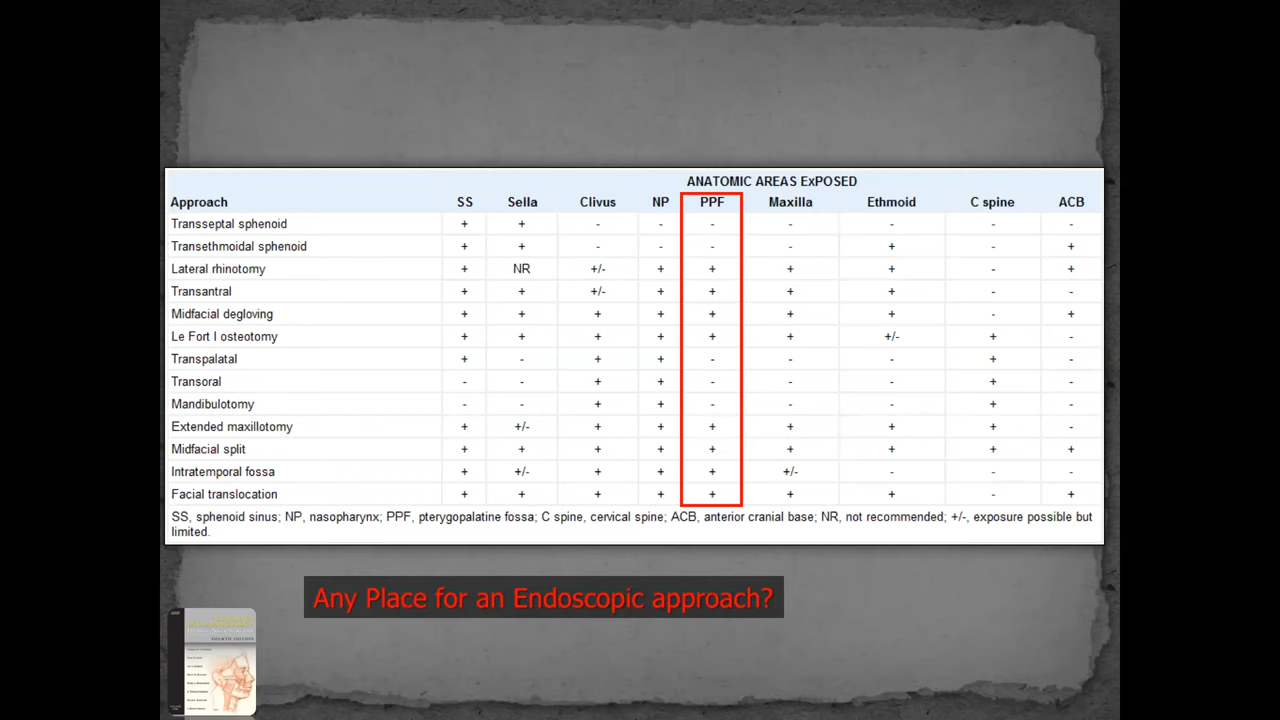 ANATOMIC AREAS ExPOSED
Approach SS Sella Clivus NP PPF Maxilla Ethmoid C spine ACB
Transseptal sphenoid + + - - - - - - -
Transethmoidal sphenoid + + - - - - + - +
Lateral rhinotomy + NR +/- + + + + - +
Transantral + + +/- + + + + - -
Midfacial degloving + + + + + + + - +
Le Fort I osteotomy + + + + + + +/- + -
Transpalatal + - + + - - - + -
Transoral - - + + - - - + -
Mandibulotomy - - + + - - - + -
Extended maxillotomy + +/- + + + + + + -
Midfacial split + + + + + + + + +
Intratemporal fossa + +/- + + + +/- - - -
Facial translocation + + + + + + + - +
SS, sphenoid sinus; NP, nasopharynx; PPF, pterygopalatine fossa; C spine, cervical spine; ACB, anterior cranial base; NR, not recommended; +/-, exposure possible but
limited.
Any Place for an Endoscopic approach?
FOURTH EDITION